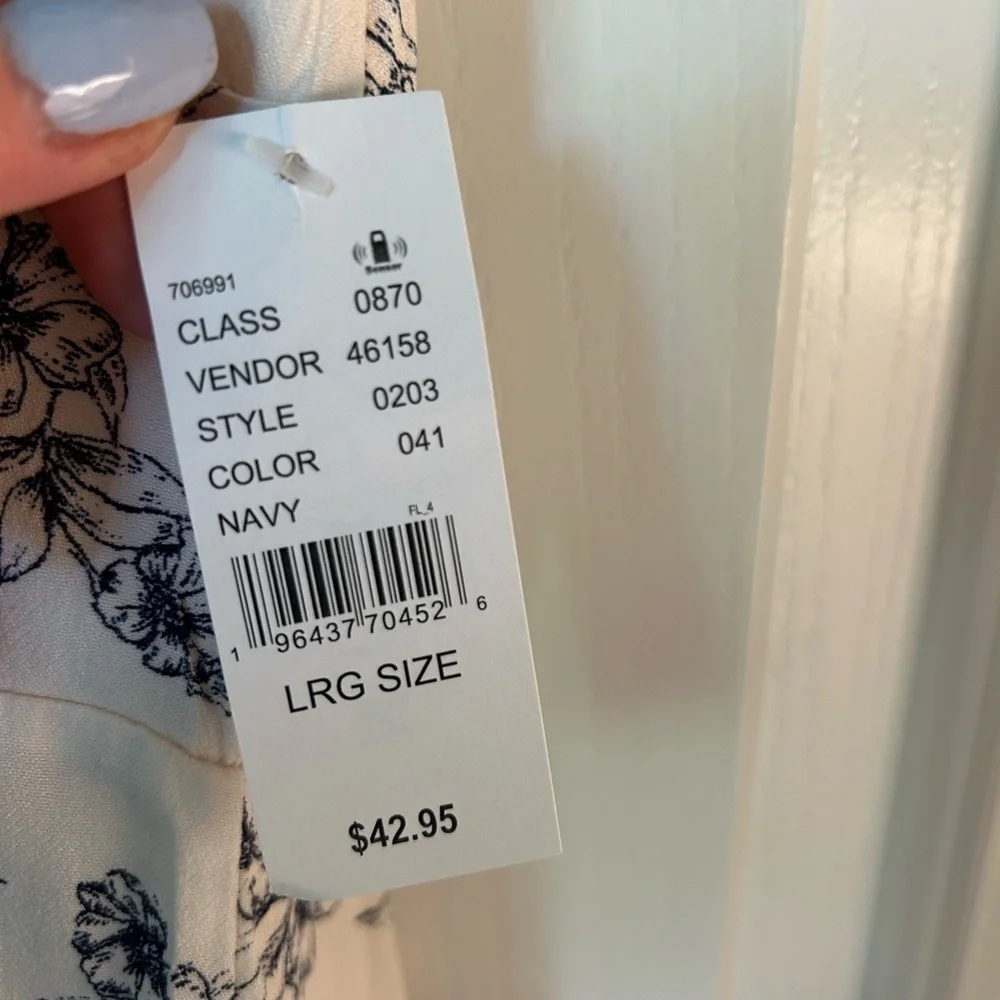 Sensor
706991
CLASS 0870
VENDOR 46158
STYLE 0203
COLOR 041
NAVY
FL_4
1 96437 70452 6
LRG SIZE
$42.95